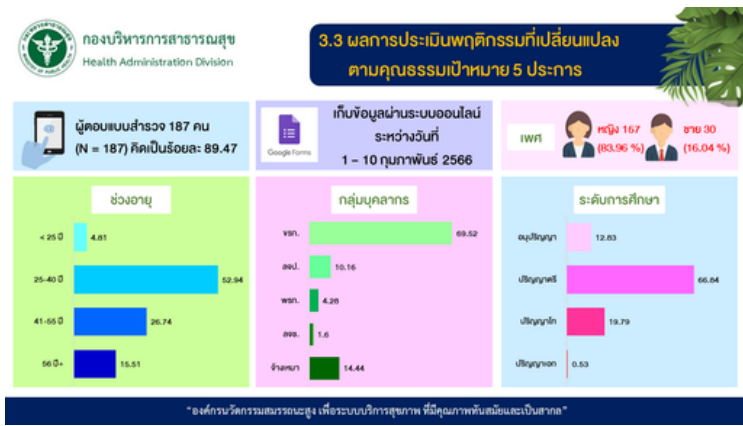 กองบริหารการสาธารณสุข
Health Administration Division
3.3 ผลการประเมินพฤติกรรมที่เปลี่ยนแปลง
ตามคุณธรรมเป้าหมาย 5 ประการ
ผู้ตอบแบบสำรวจ 187 คน
(N = 187) คิดเป็นร้อยละ 89.47
Google Forms
เก็บข้อมูลผ่านระบบออนไลน์
ระหว่างวันที่
1 – 10 กุมภาพันธ์ 2566
เพศ
หญิง 157
(83.96 %)
ชาย 30
(16.04 %)
ช่วงอายุ
< 25 ปี 4.81
25-40 ปี 52.94
41-55 ปี 26.74
56 ปี+ 15.51
กลุ่มบุคลากร
ขรก. 69.52
ลจป. 10.16
พรก. 4.28
ลจช. 1.6
จ้างเหมา 14.44
ระดับการศึกษา
อนุปริญญา 12.83
ปริญญาตรี 66.84
ปริญญาโท 19.79
ปริญญาเอก 0.53
"องค์กรนวัตกรรมสมรรถนะสูง เพื่อระบบบริการสุขภาพ ที่มีคุณภาพทันสมัยและเป็นสากล"